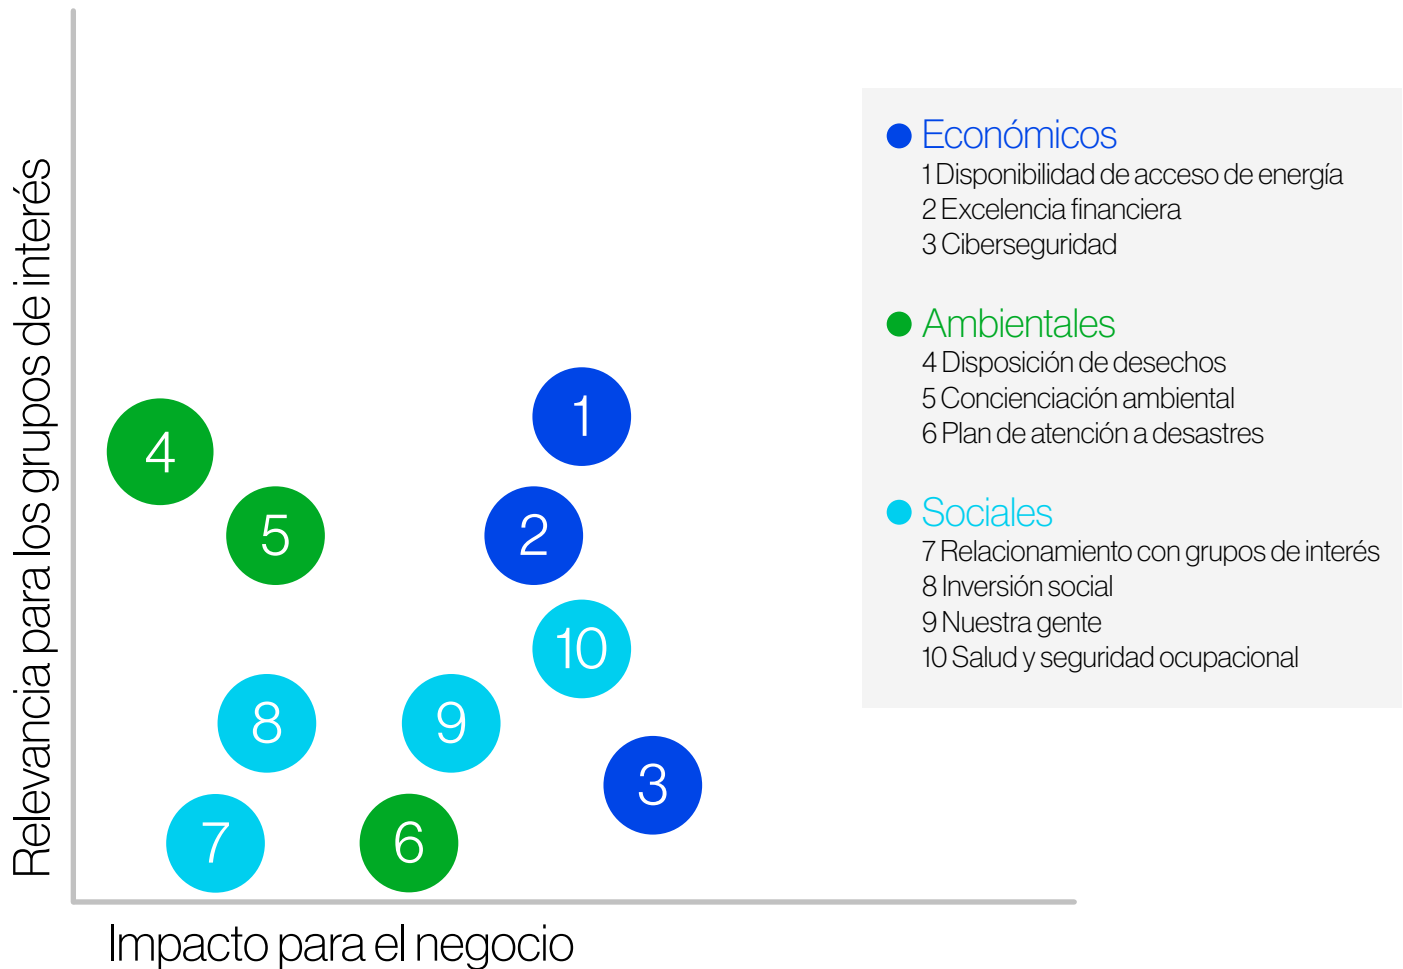 Relevancia para los grupos de interés
1
4
5
2
10
8
9
3
7
6
Impacto para el negocio
Económicos
1 Disponibilidad de acceso de energía
2 Excelencia financiera
3 Ciberseguridad
Ambientales
4 Disposición de desechos
5 Concienciación ambiental
6 Plan de atención a desastres
Sociales
7 Relacionamiento con grupos de interés
8 Inversión social
9 Nuestra gente
10 Salud y seguridad ocupacional